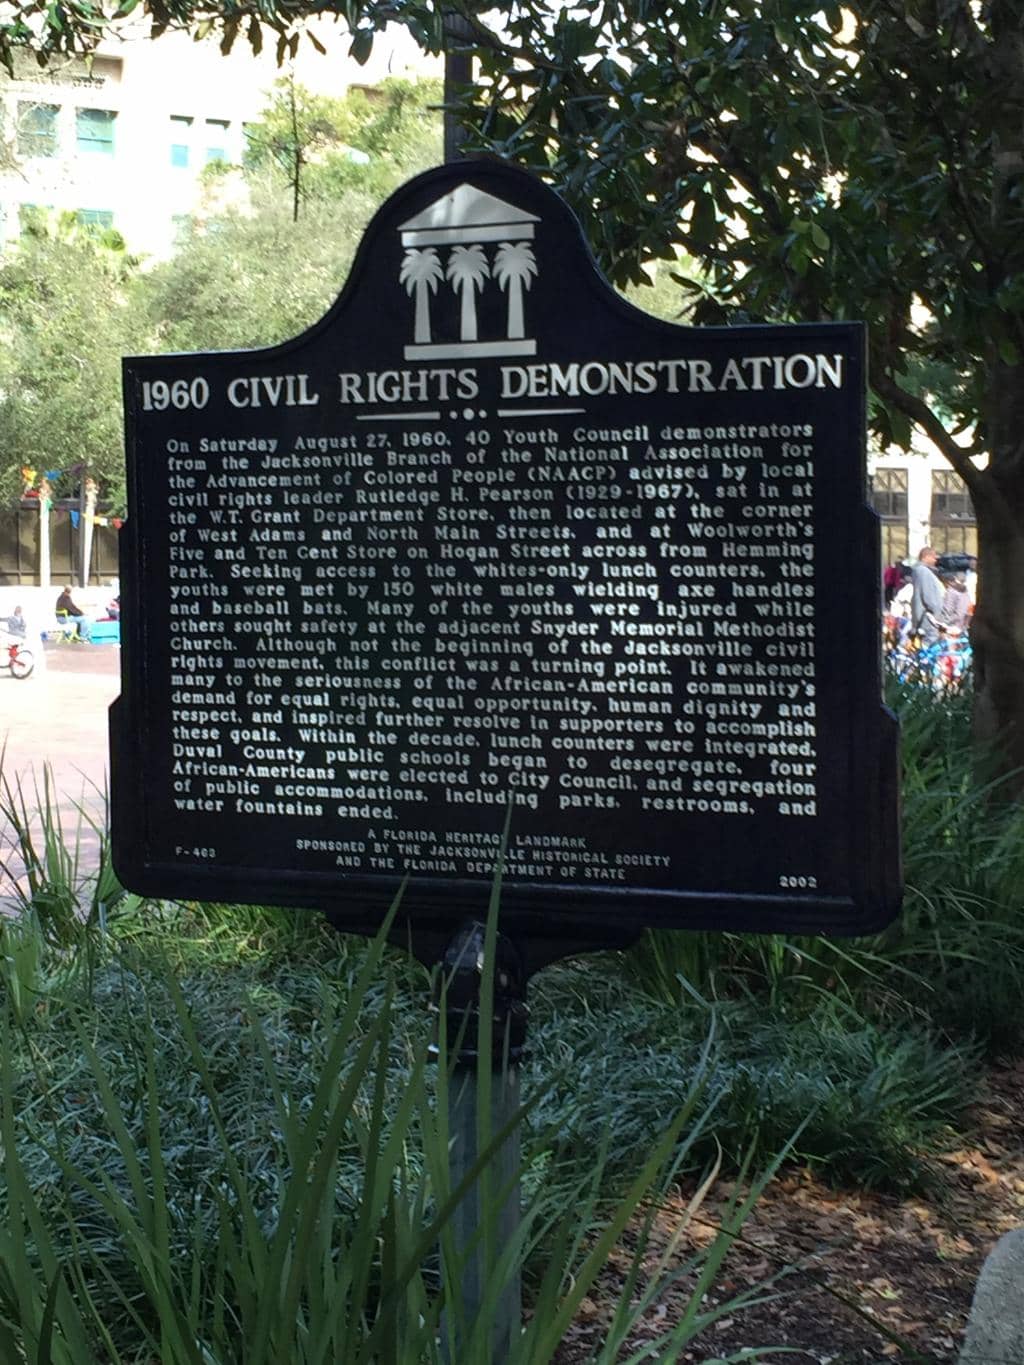 1960 CIVIL RIGHTS DEMONSTRATION
On Saturday August 27, 1960, 40 Youth Council demonstrators
from the Jacksonville Branch of the National Association for
the Advancement of Colored People (NAACP) advised by local
civil rights leader Rutledge H. Pearson (1929-1967), sat in at
the W.T. Grant Department Store, then located at the corner
of West Adams and North Main Streets, and at Woolworth's
Five and Ten Cent Store on Hogan Street across from Hemming
Park. Seeking access to the whites-only lunch counters, the
youths were met by 150 white males wielding axe handles
and baseball bats. Many of the youths were injured while
others sought safety at the adjacent Snyder Memorial Methodist
Church. Although not the beginning of the Jacksonville civil
rights movement, this conflict was a turning point. It awakened
many to the seriousness of the African-American community's
demand for equal rights, equal opportunity, human dignity and
respect, and inspired further resolve in supporters to accomplish
these goals. Within the decade, lunch counters were integrated,
Duval County public schools began to desegregate, four
African-Americans were elected to City Council, and segregation
of public accommodations, including parks, restrooms, and
water fountains ended.
A FLORIDA HERITAGE LANDMARK
SPONSORED BY THE JACKSONVILLE HISTORICAL SOCIETY
AND THE FLORIDA DEPARTMENT OF STATE
F-463
2002